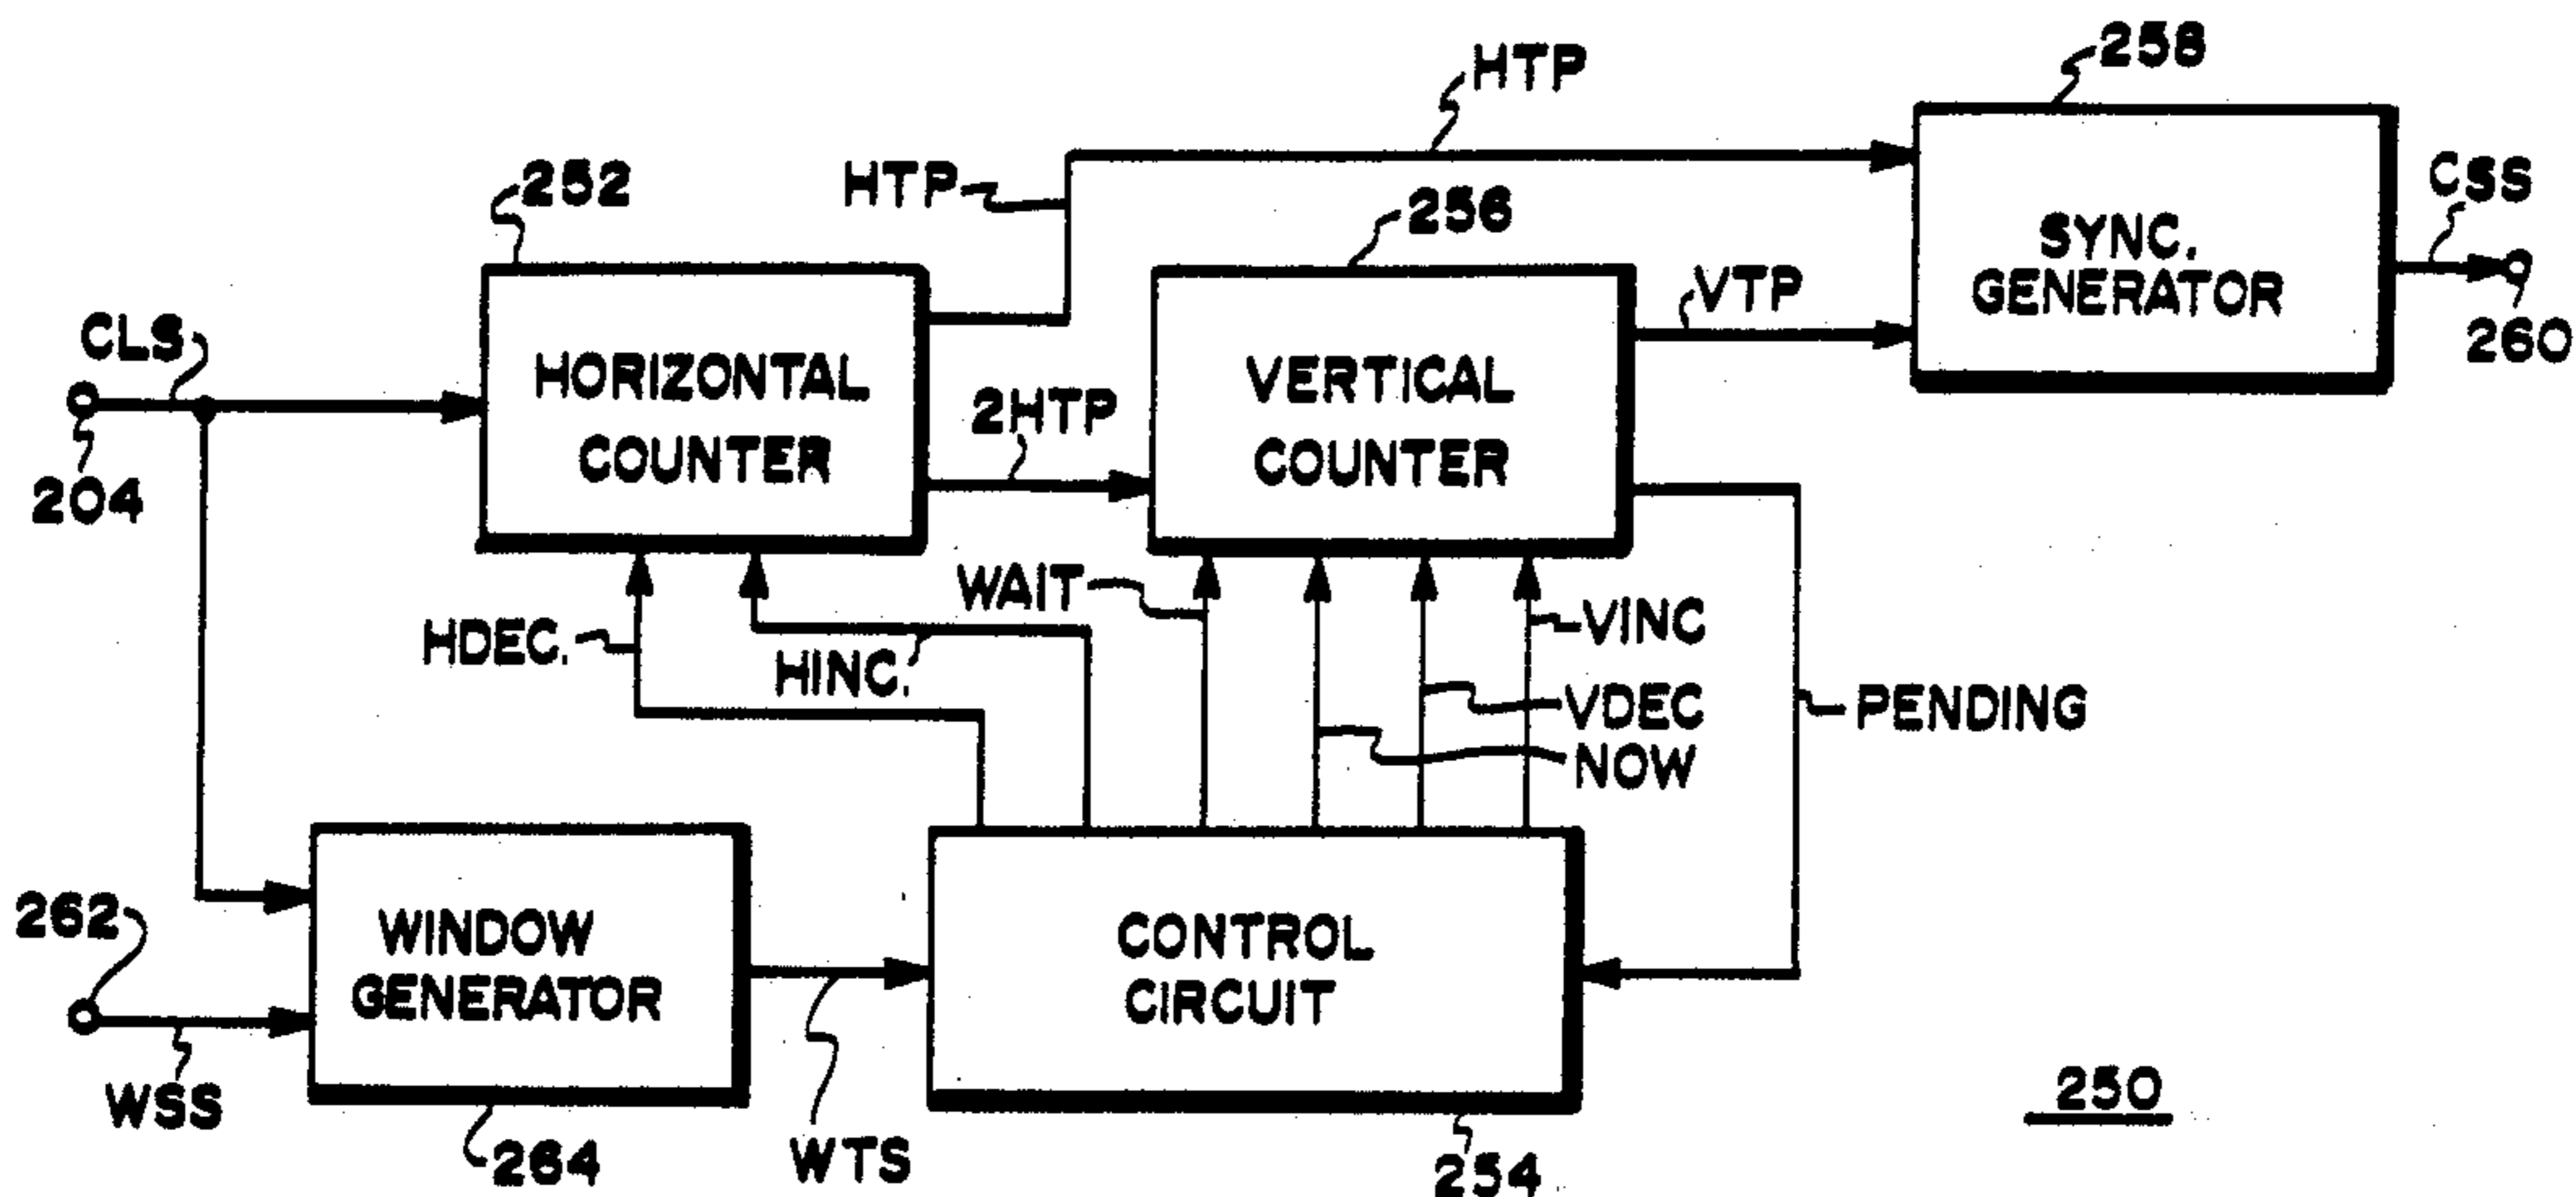 258
HTP
HTP
252
256
CSS
SYNC.
GENERATOR
VTP
CLS
260
HORIZONTAL
COUNTER
2HTP
VERTICAL
COUNTER
204
WAIT
HDEC.
HINC.
VINC
VDEC
NOW
PENDING
262
WINDOW
GENERATOR
CONTROL
CIRCUIT
WSS
264
WTS
254
250